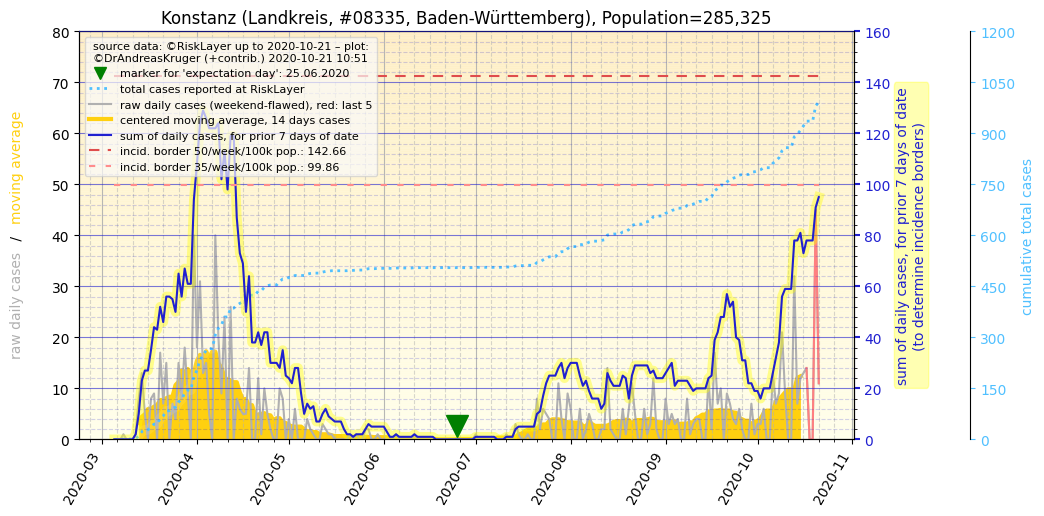 Konstanz (Landkreis, #08335, Baden-Württemberg), Population=285,325
source data: ©RiskLayer up to 2020-10-21 – plot:
©DrAndreasKruger (+contrib.) 2020-10-21 10:51
marker for 'expectation day': 25.06.2020
total cases reported at RiskLayer
raw daily cases (weekend-flawed), red: last 5
centered moving average, 14 days cases
sum of daily cases, for prior 7 days of date
incid. border 50/week/100k pop.: 142.66
incid. border 35/week/100k pop.: 99.86
raw daily cases / moving average
80
70
60
50
40
30
20
10
0
160
140
120
100
80
60
40
20
0
sum of daily cases, for prior 7 days of date
(to determine incidence borders)
1200
1050
900
750
600
450
300
150
0
cumulative total cases
2020-03
2020-04
2020-05
2020-06
2020-07
2020-08
2020-09
2020-10
2020-11